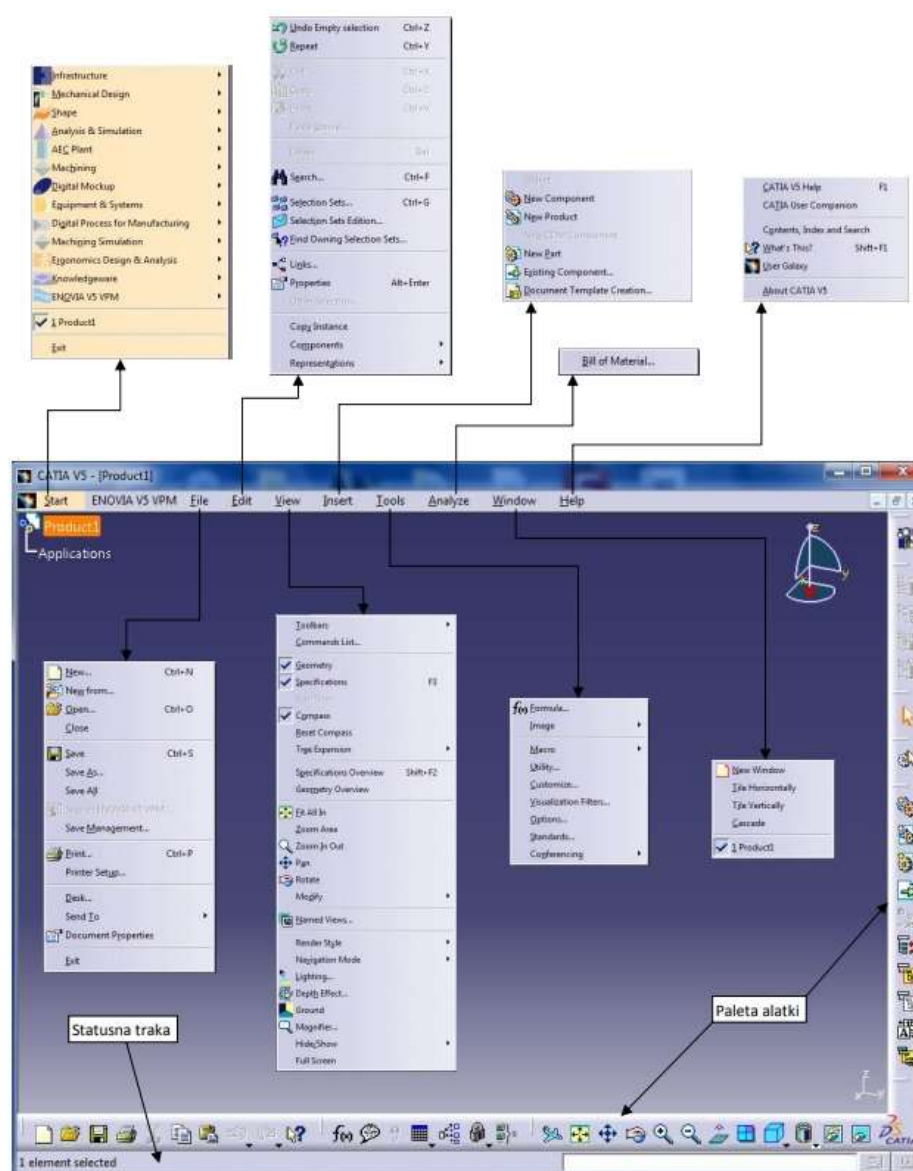 Undo Empty selection Ctrl+Z
Repeat Ctrl+Y
Search... Ctrl+F
Selection Sets... Ctrl+G
Selection Sets Edition...
Find Owning Selection Sets...
Links...
Properties Alt+Enter
Copy Instance
Components
Representations
Infrastructure
Mechanical Design
Shape
Analysis & Simulation
AEC Plant
Machining
Digital Mockup
Equipment & Systems
Digital Process for Manufacturing
Machining Simulation
Ergonomics Design & Analysis
Knowledgeware
ENOVIA V5 VPM
1 Product1
Exit
New Component
New Product
New Part
Existing Component...
Document Template Creation...
CATIA V5 Help F1
CATIA User Companion
Contents, Index and Search
What's This? Shift+F1
User Galaxy
About CATIA V5
Bill of Material...
CATIA V5 - [Product1]
Start ENOVIA V5 VPM File Edit View Insert Tools Analyze Window Help
Product1
Applications
z
x
y
New... Ctrl+N
New from...
Open... Ctrl+O
Close
Save Ctrl+S
Save As...
Save All
Save Management...
Print... Ctrl+P
Printer Setup...
Desk...
Send To
Document Properties
Exit
Toolbars
Commands List...
Geometry
Specifications F3
Compass
Reset Compass
Tree Expansion
Specifications Overview Shift+F2
Geometry Overview
Fit All In
Zoom Area
Zoom In Out
Pan
Rotate
Modify
Named Views...
Render Style
Navigation Mode
Lighting...
Depth Effect...
Ground
Magnifier...
Hide/Show
Full Screen
f(x) Formula...
Image
Macro
Utility...
Customize...
Visualization Filters...
Options...
Standards...
Conferencing
New Window
Tile Horizontally
Tile Vertically
Cascade
1 Product1
Statusna traka
Paleta alatki
f(x)
CATIA
1 element selected